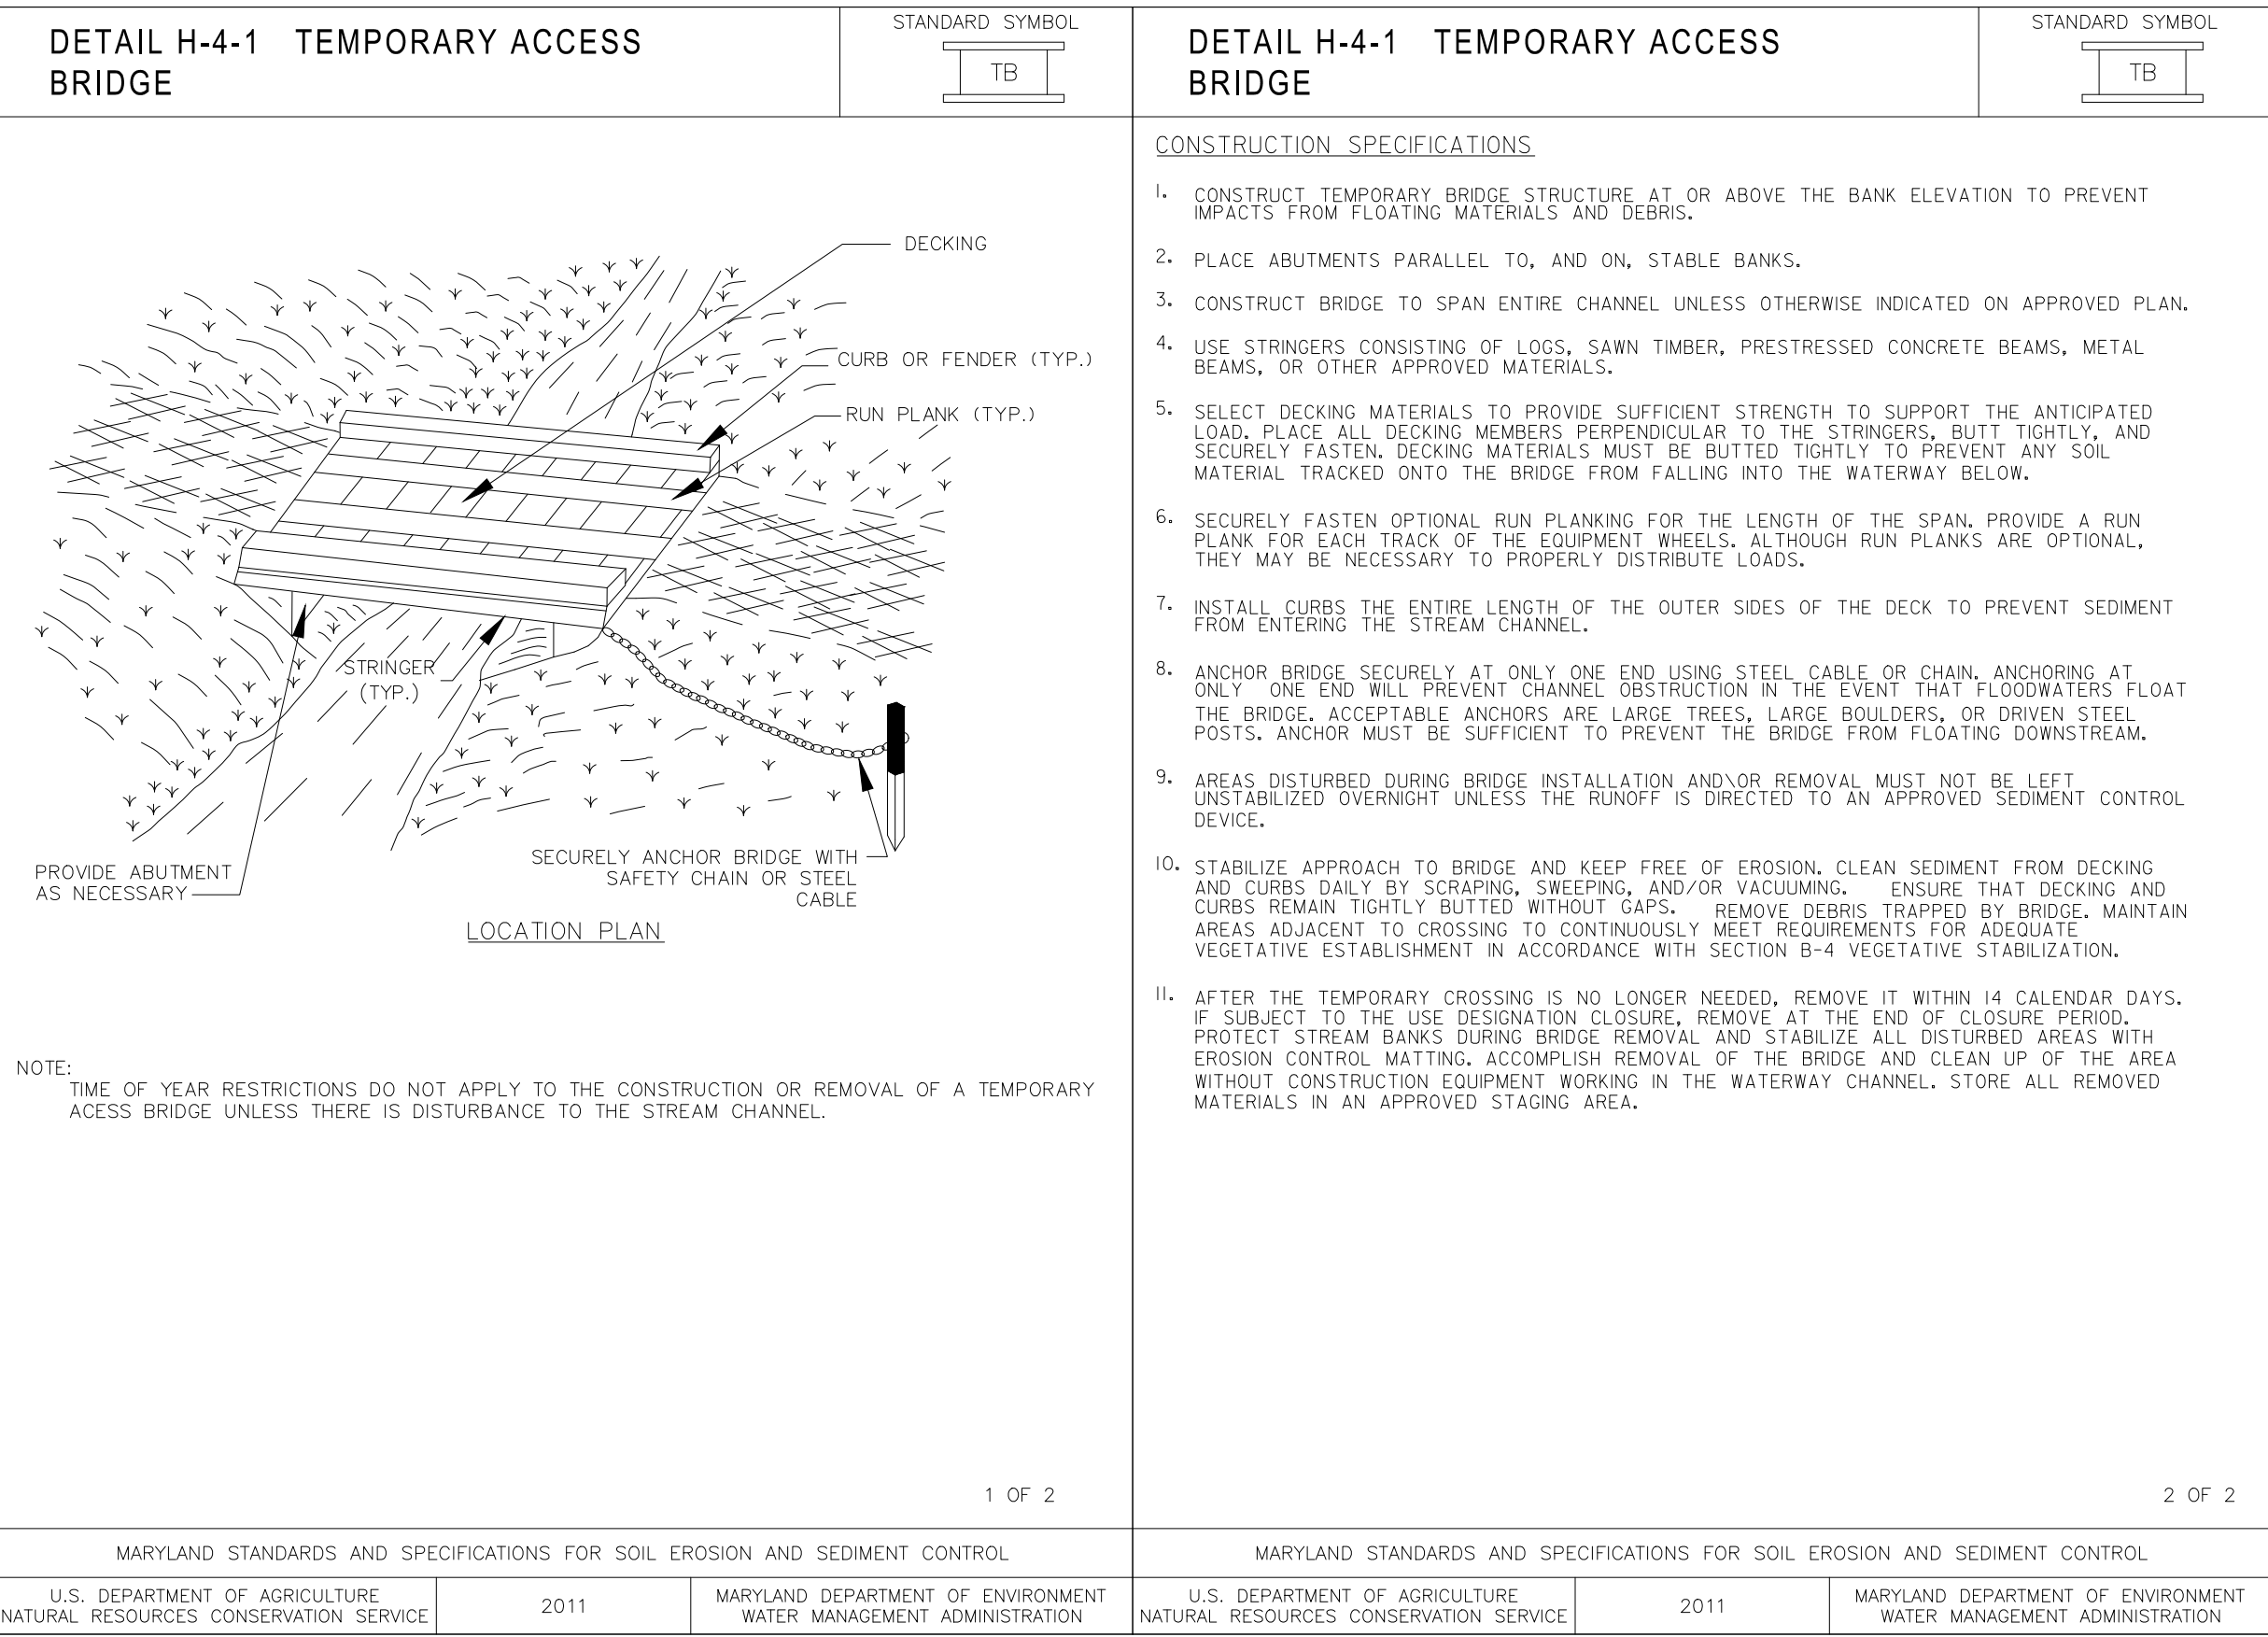 DETAIL H-4-1 TEMPORARY ACCESS
BRIDGE
STANDARD SYMBOL
TB
DECKING
CURB OR FENDER (TYP.)
RUN PLANK (TYP.)
STRINGER
(TYP.)
PROVIDE ABUTMENT
AS NECESSARY
SECURELY ANCHOR BRIDGE WITH
SAFETY CHAIN OR STEEL
CABLE
LOCATION PLAN
NOTE:
TIME OF YEAR RESTRICTIONS DO NOT APPLY TO THE CONSTRUCTION OR REMOVAL OF A TEMPORARY
ACESS BRIDGE UNLESS THERE IS DISTURBANCE TO THE STREAM CHANNEL.
1 OF 2
MARYLAND STANDARDS AND SPECIFICATIONS FOR SOIL EROSION AND SEDIMENT CONTROL
U.S. DEPARTMENT OF AGRICULTURE
NATURAL RESOURCES CONSERVATION SERVICE
2011
MARYLAND DEPARTMENT OF ENVIRONMENT
WATER MANAGEMENT ADMINISTRATION
DETAIL H-4-1 TEMPORARY ACCESS
BRIDGE
STANDARD SYMBOL
TB
CONSTRUCTION SPECIFICATIONS
1. CONSTRUCT TEMPORARY BRIDGE STRUCTURE AT OR ABOVE THE BANK ELEVATION TO PREVENT
IMPACTS FROM FLOATING MATERIALS AND DEBRIS.
2. PLACE ABUTMENTS PARALLEL TO, AND ON, STABLE BANKS.
3. CONSTRUCT BRIDGE TO SPAN ENTIRE CHANNEL UNLESS OTHERWISE INDICATED ON APPROVED PLAN.
4. USE STRINGERS CONSISTING OF LOGS, SAWN TIMBER, PRESTRESSED CONCRETE BEAMS, METAL
BEAMS, OR OTHER APPROVED MATERIALS.
5. SELECT DECKING MATERIALS TO PROVIDE SUFFICIENT STRENGTH TO SUPPORT THE ANTICIPATED
LOAD. PLACE ALL DECKING MEMBERS PERPENDICULAR TO THE STRINGERS, BUTT TIGHTLY, AND
SECURELY FASTEN. DECKING MATERIALS MUST BE BUTTED TIGHTLY TO PREVENT ANY SOIL
MATERIAL TRACKED ONTO THE BRIDGE FROM FALLING INTO THE WATERWAY BELOW.
6. SECURELY FASTEN OPTIONAL RUN PLANKING FOR THE LENGTH OF THE SPAN. PROVIDE A RUN
PLANK FOR EACH TRACK OF THE EQUIPMENT WHEELS. ALTHOUGH RUN PLANKS ARE OPTIONAL,
THEY MAY BE NECESSARY TO PROPERLY DISTRIBUTE LOADS.
7. INSTALL CURBS THE ENTIRE LENGTH OF THE OUTER SIDES OF THE DECK TO PREVENT SEDIMENT
FROM ENTERING THE STREAM CHANNEL.
8. ANCHOR BRIDGE SECURELY AT ONLY ONE END USING STEEL CABLE OR CHAIN. ANCHORING AT
ONLY ONE END WILL PREVENT CHANNEL OBSTRUCTION IN THE EVENT THAT FLOODWATERS FLOAT
THE BRIDGE. ACCEPTABLE ANCHORS ARE LARGE TREES, LARGE BOULDERS, OR DRIVEN STEEL
POSTS. ANCHOR MUST BE SUFFICIENT TO PREVENT THE BRIDGE FROM FLOATING DOWNSTREAM.
9. AREAS DISTURBED DURING BRIDGE INSTALLATION AND\OR REMOVAL MUST NOT BE LEFT
UNSTABILIZED OVERNIGHT UNLESS THE RUNOFF IS DIRECTED TO AN APPROVED SEDIMENT CONTROL
DEVICE.
10. STABILIZE APPROACH TO BRIDGE AND KEEP FREE OF EROSION. CLEAN SEDIMENT FROM DECKING
AND CURBS DAILY BY SCRAPING, SWEEPING, AND/OR VACUUMING. ENSURE THAT DECKING AND
CURBS REMAIN TIGHTLY BUTTED WITHOUT GAPS. REMOVE DEBRIS TRAPPED BY BRIDGE. MAINTAIN
AREAS ADJACENT TO CROSSING TO CONTINUOUSLY MEET REQUIREMENTS FOR ADEQUATE
VEGETATIVE ESTABLISHMENT IN ACCORDANCE WITH SECTION B-4 VEGETATIVE STABILIZATION.
11. AFTER THE TEMPORARY CROSSING IS NO LONGER NEEDED, REMOVE IT WITHIN 14 CALENDAR DAYS.
IF SUBJECT TO THE USE DESIGNATION CLOSURE, REMOVE AT THE END OF CLOSURE PERIOD.
PROTECT STREAM BANKS DURING BRIDGE REMOVAL AND STABILIZE ALL DISTURBED AREAS WITH
EROSION CONTROL MATTING. ACCOMPLISH REMOVAL OF THE BRIDGE AND CLEAN UP OF THE AREA
WITHOUT CONSTRUCTION EQUIPMENT WORKING IN THE WATERWAY CHANNEL. STORE ALL REMOVED
MATERIALS IN AN APPROVED STAGING AREA.
2 OF 2
MARYLAND STANDARDS AND SPECIFICATIONS FOR SOIL EROSION AND SEDIMENT CONTROL
U.S. DEPARTMENT OF AGRICULTURE
NATURAL RESOURCES CONSERVATION SERVICE
2011
MARYLAND DEPARTMENT OF ENVIRONMENT
WATER MANAGEMENT ADMINISTRATION